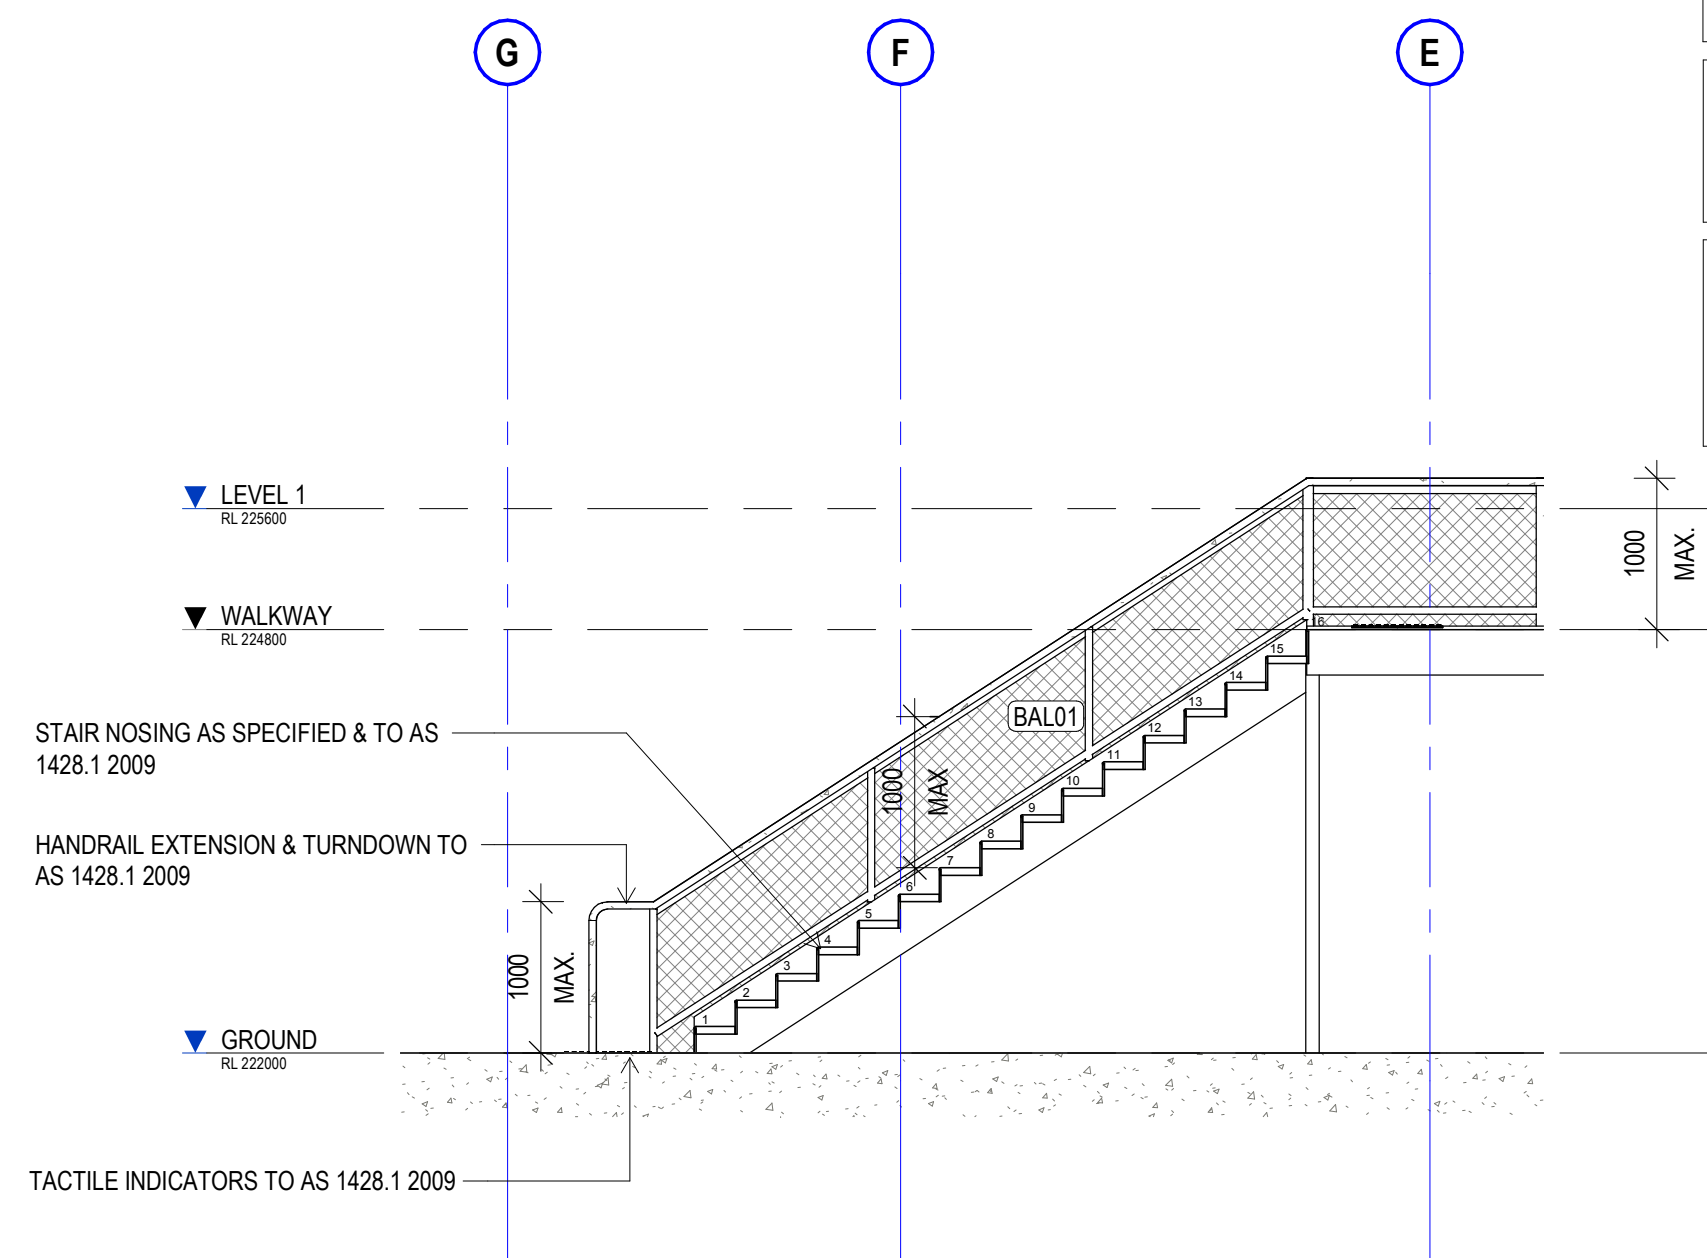 G
F
E
LEVEL 1
RL 225600
WALKWAY
RL 224800
1000
MAX.
16
15
14
13
12
11
10
9
8
7
6
5
4
3
2
1
BAL01
1000
MAX
STAIR NOSING AS SPECIFIED & TO AS
1428.1 2009
HANDRAIL EXTENSION & TURNDOWN TO
AS 1428.1 2009
1000
MAX.
GROUND
RL 222000
TACTILE INDICATORS TO AS 1428.1 2009